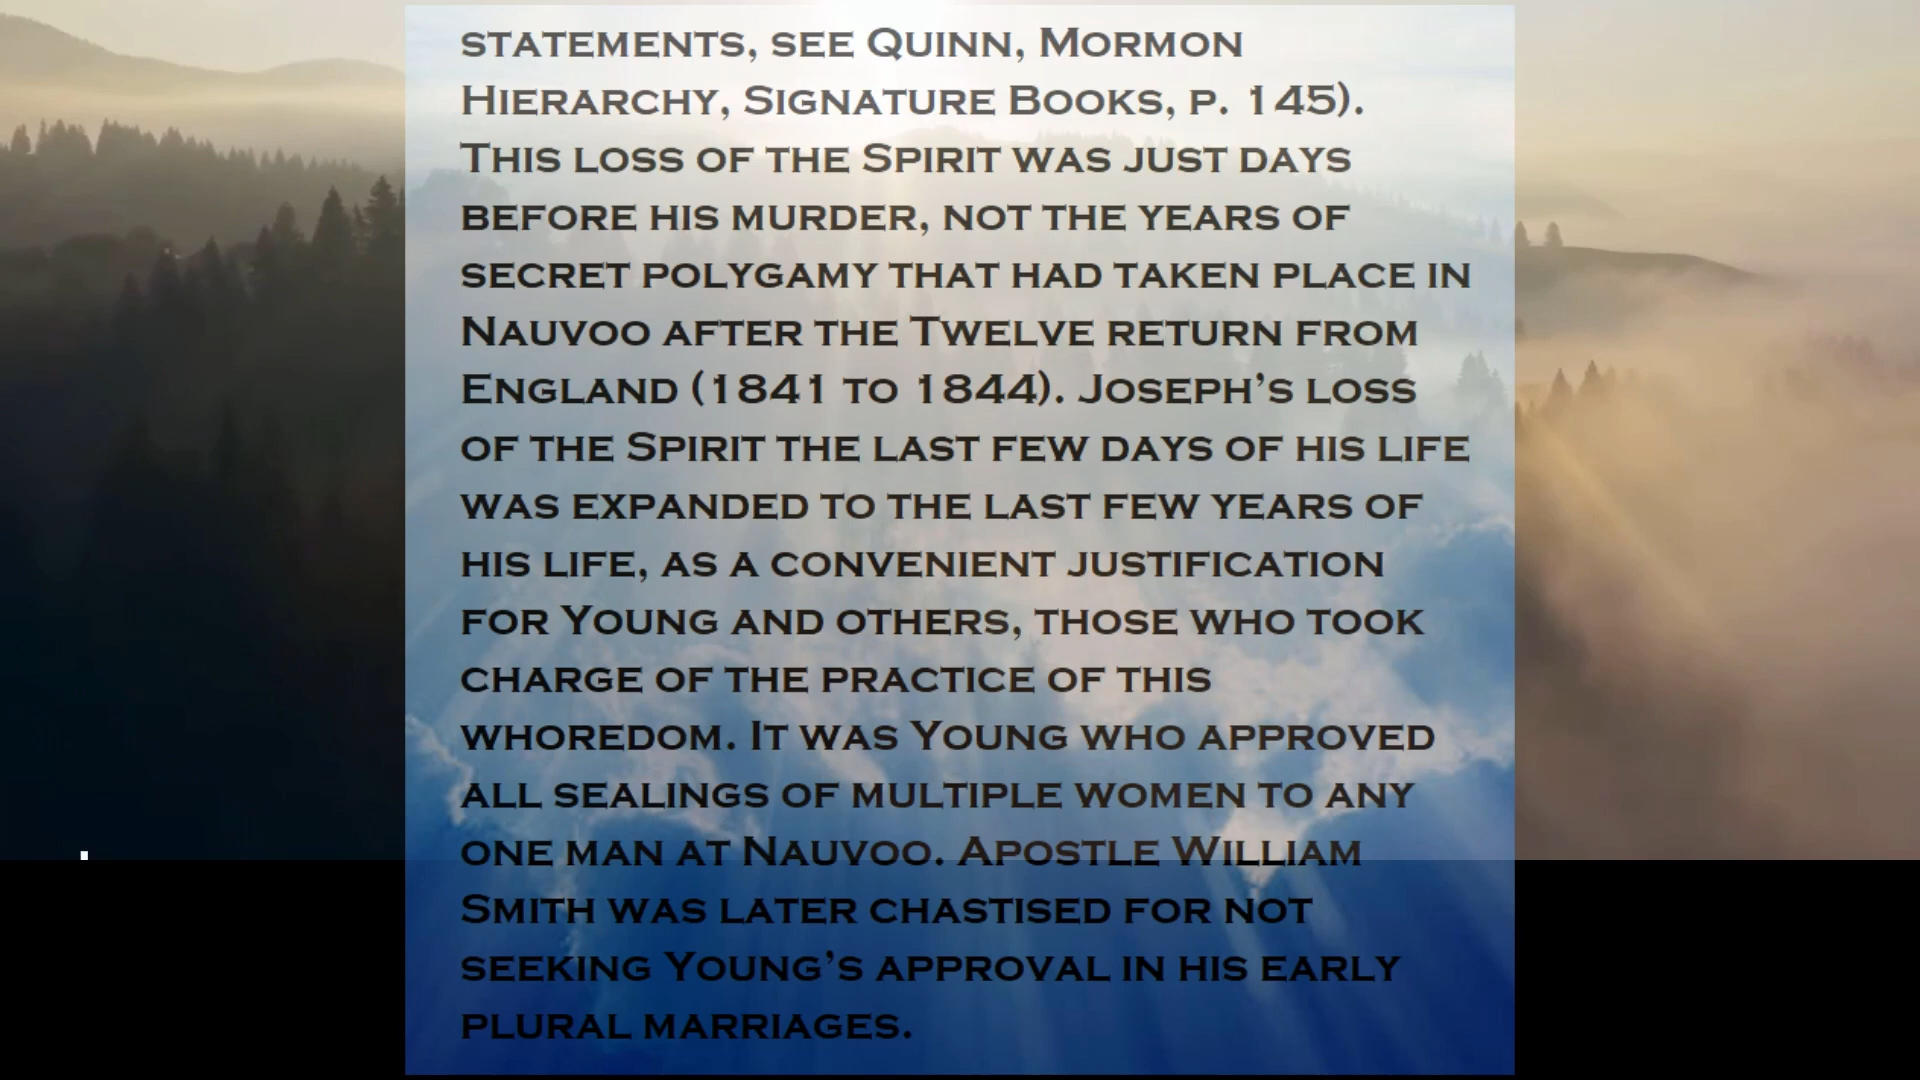 STATEMENTS, SEE QUINN, MORMON
HIERARCHY, SIGNATURE BOOKS, P. 145).
THIS LOSS OF THE SPIRIT WAS JUST DAYS
BEFORE HIS MURDER, NOT THE YEARS OF
SECRET POLYGAMY THAT HAD TAKEN PLACE IN
NAUVOO AFTER THE TWELVE RETURN FROM
ENGLAND (1841 TO 1844). JOSEPH’S LOSS
OF THE SPIRIT THE LAST FEW DAYS OF HIS LIFE
WAS EXPANDED TO THE LAST FEW YEARS OF
HIS LIFE, AS A CONVENIENT JUSTIFICATION
FOR YOUNG AND OTHERS, THOSE WHO TOOK
CHARGE OF THE PRACTICE OF THIS
WHOREDOM. IT WAS YOUNG WHO APPROVED
ALL SEALINGS OF MULTIPLE WOMEN TO ANY
ONE MAN AT NAUVOO. APOSTLE WILLIAM
SMITH WAS LATER CHASTISED FOR NOT
SEEKING YOUNG’S APPROVAL IN HIS EARLY
PLURAL MARRIAGES.